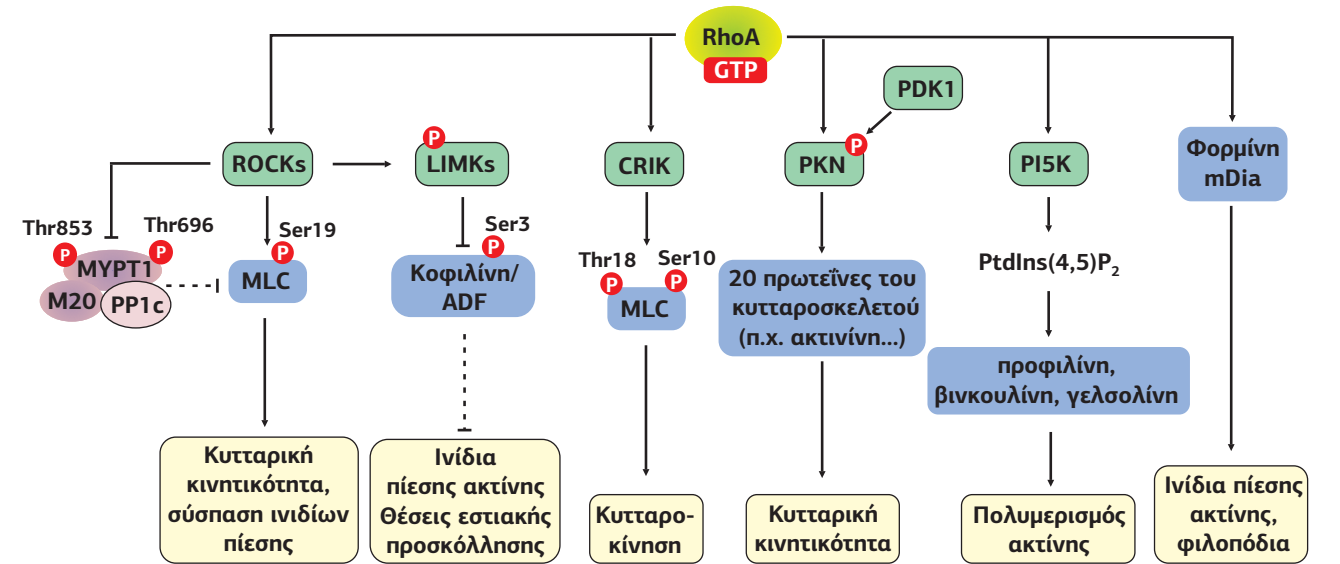 RhoA
GTP
PDK1
P
ROCKs
P
LIMKs
CRIK
P
PKN
PI5K
Φορμίνη
mDia
Thr853
Thr696
P
P
MYPT1
M20
PP1c
Ser19
P
MLC
Ser3
P
Κοφιλίνη/
ADF
Thr18
Ser10
P
P
MLC
20 πρωτεΐνες του
κυτταροσκελετού
(π.χ. ακτινίνη...)
PtdIns(4,5)P₂
προφιλίνη,
βινκουλίνη, γελσολίνη
Κυτταρική
κινητικότητα,
σύσπαση ινιδίων
πίεσης
Ινίδια
πίεσης ακτίνης
Θέσεις εστιακής
προσκόλλησης
Κυτταρο-
κίνηση
Κυτταρική
κινητικότητα
Πολυμερισμός
ακτίνης
Ινίδια πίεσης
ακτίνης,
φιλοπόδια